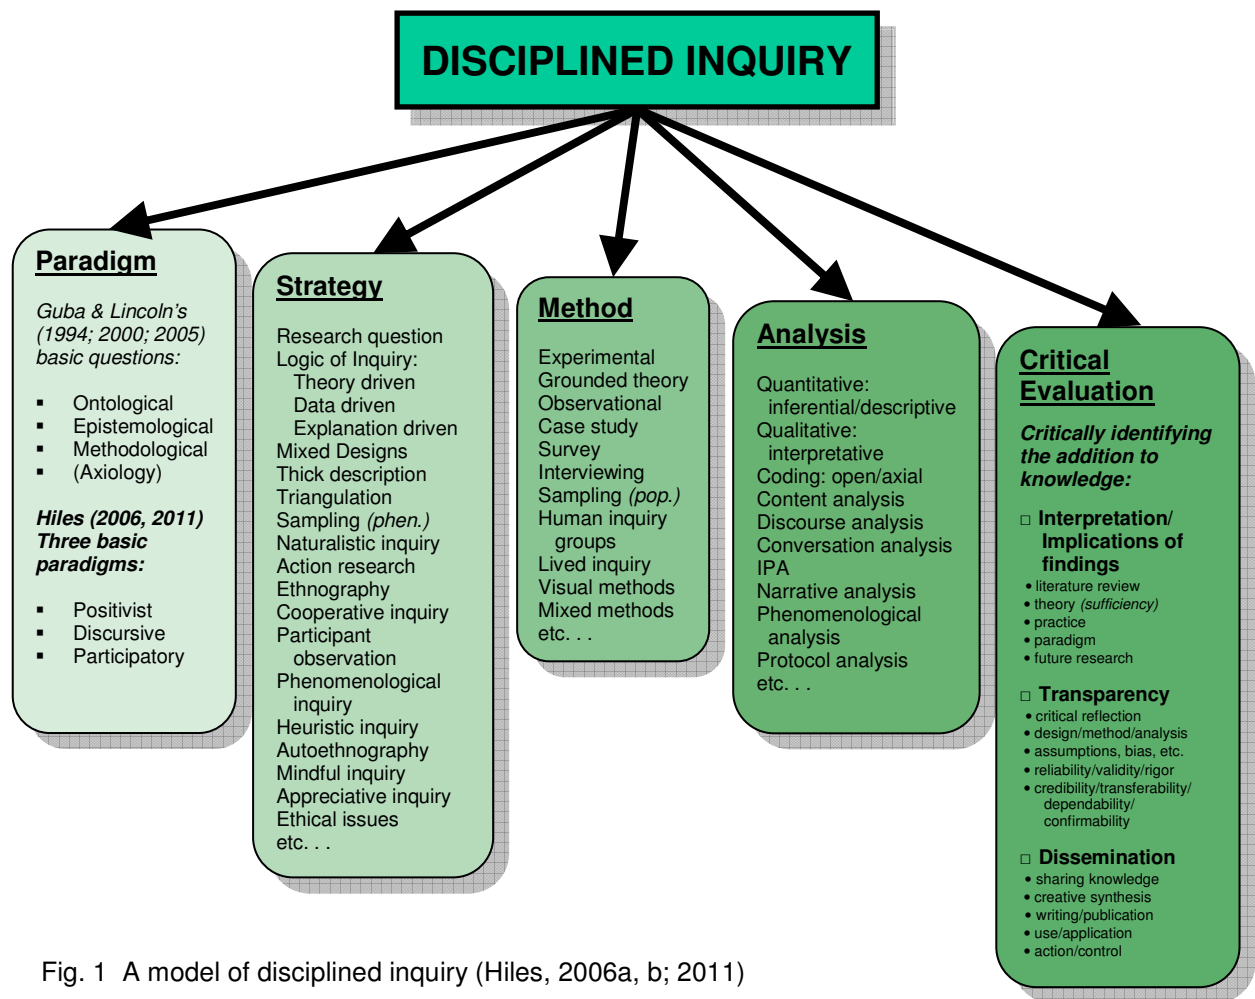 DISCIPLINED INQUIRY
Paradigm
Guba & Lincoln's
(1994; 2000; 2005)
basic questions:
▪ Ontological
▪ Epistemological
▪ Methodological
▪ (Axiology)
Hiles (2006, 2011)
Three basic
paradigms:
▪ Positivist
▪ Discursive
▪ Participatory
Strategy
Research question
Logic of Inquiry:
Theory driven
Data driven
Explanation driven
Mixed Designs
Thick description
Triangulation
Sampling (phen.)
Naturalistic inquiry
Action research
Ethnography
Cooperative inquiry
Participant
observation
Phenomenological
inquiry
Heuristic inquiry
Autoethnography
Mindful inquiry
Appreciative inquiry
Ethical issues
etc. . .
Method
Experimental
Grounded theory
Observational
Case study
Survey
Interviewing
Sampling (pop.)
Human inquiry
groups
Lived inquiry
Visual methods
Mixed methods
etc. . .
Analysis
Quantitative:
inferential/descriptive
Qualitative:
interpretative
Coding: open/axial
Content analysis
Discourse analysis
Conversation analysis
IPA
Narrative analysis
Phenomenological
analysis
Protocol analysis
etc. . .
Critical
Evaluation
Critically identifying
the addition to
knowledge:
□ Interpretation/
Implications of
findings
• literature review
• theory (sufficiency)
• practice
• paradigm
• future research
□ Transparency
• critical reflection
• design/method/analysis
• assumptions, bias, etc.
• reliability/validity/rigor
• credibility/transferability/
dependability/
confirmability
□ Dissemination
• sharing knowledge
• creative synthesis
• writing/publication
• use/application
• action/control
Fig. 1 A model of disciplined inquiry (Hiles, 2006a, b; 2011)